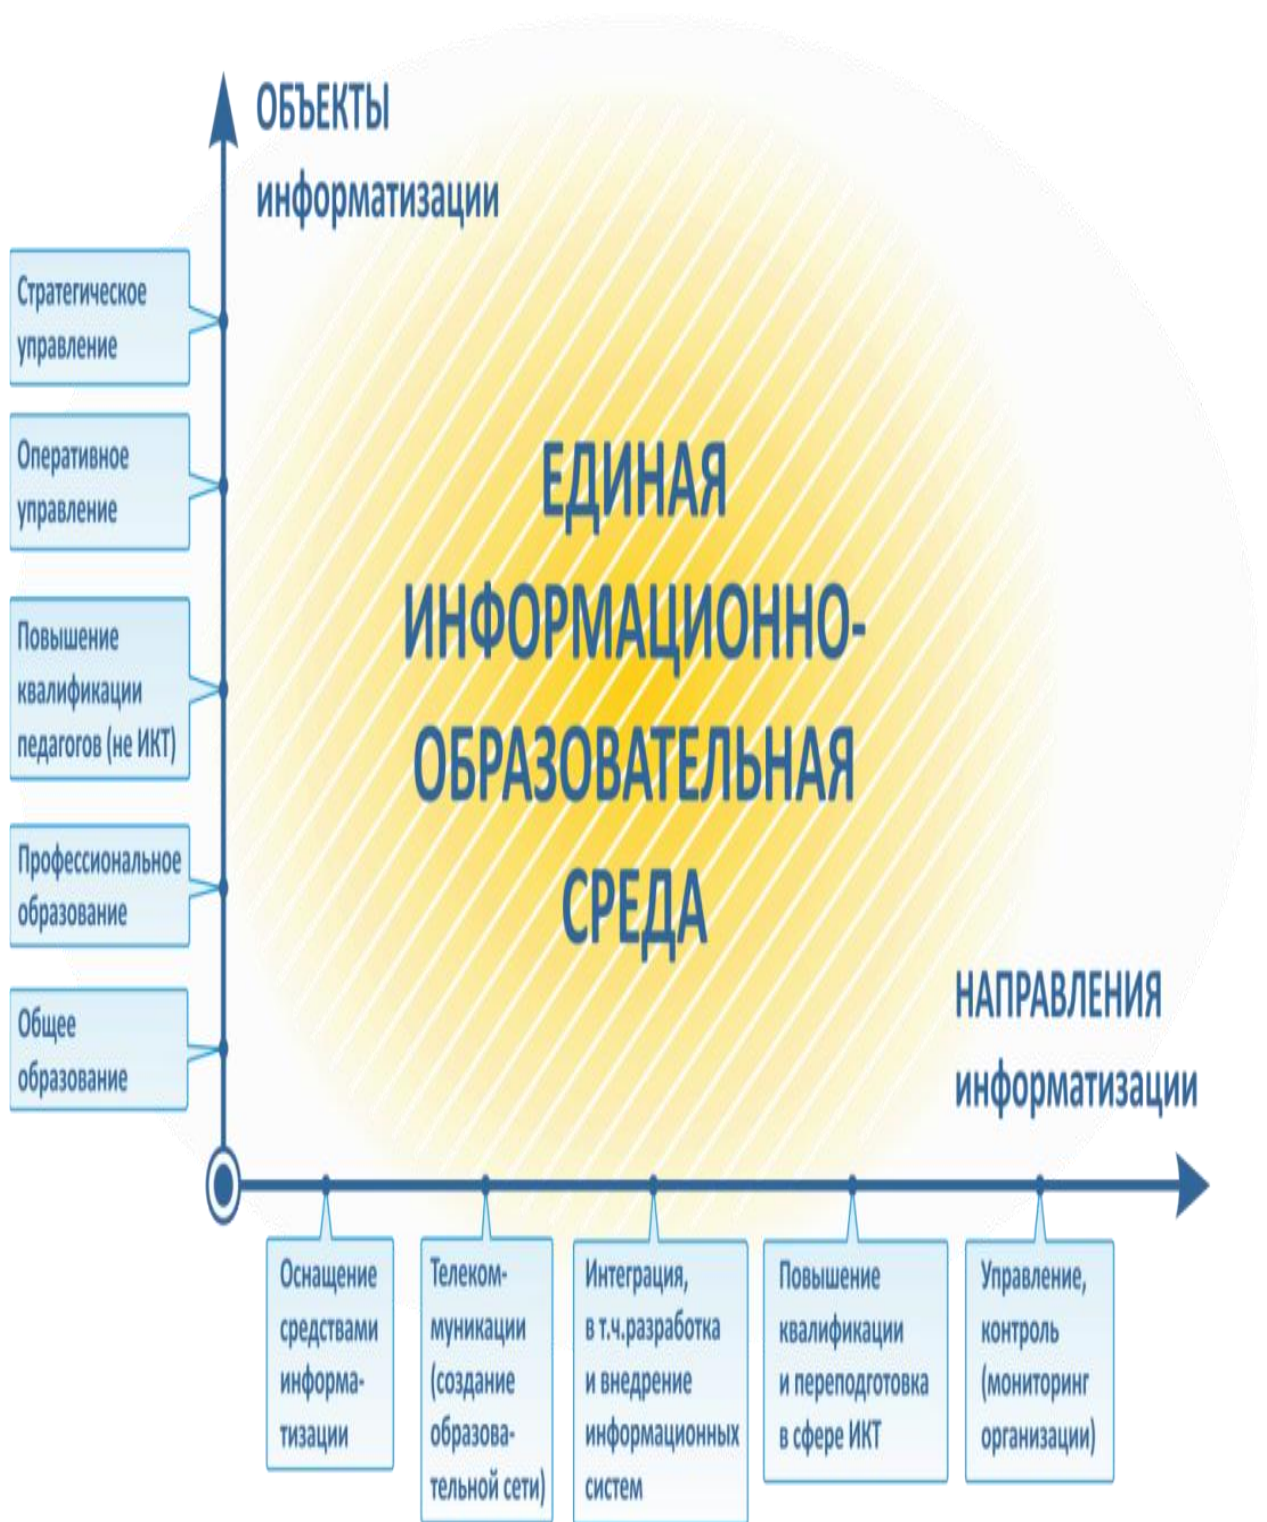 ОБЪЕКТЫ
информатизации
Стратегическое
управление
Оперативное
управление
Повышение
квалификации
педагогов (не ИКТ)
Профессиональное
образование
Общее
образование
ЕДИНАЯ
ИНФОРМАЦИОННО-
ОБРАЗОВАТЕЛЬНАЯ
СРЕДА
НАПРАВЛЕНИЯ
информатизации
Оснащение
средствами
информа-
тизации
Телеком-
муникации
(создание
образова-
тельной сети)
Интеграция,
в т.ч.разработка
и внедрение
информационных
систем
Повышение
квалификации
и переподготовка
в сфере ИКТ
Управление,
контроль
(мониторинг
организации)